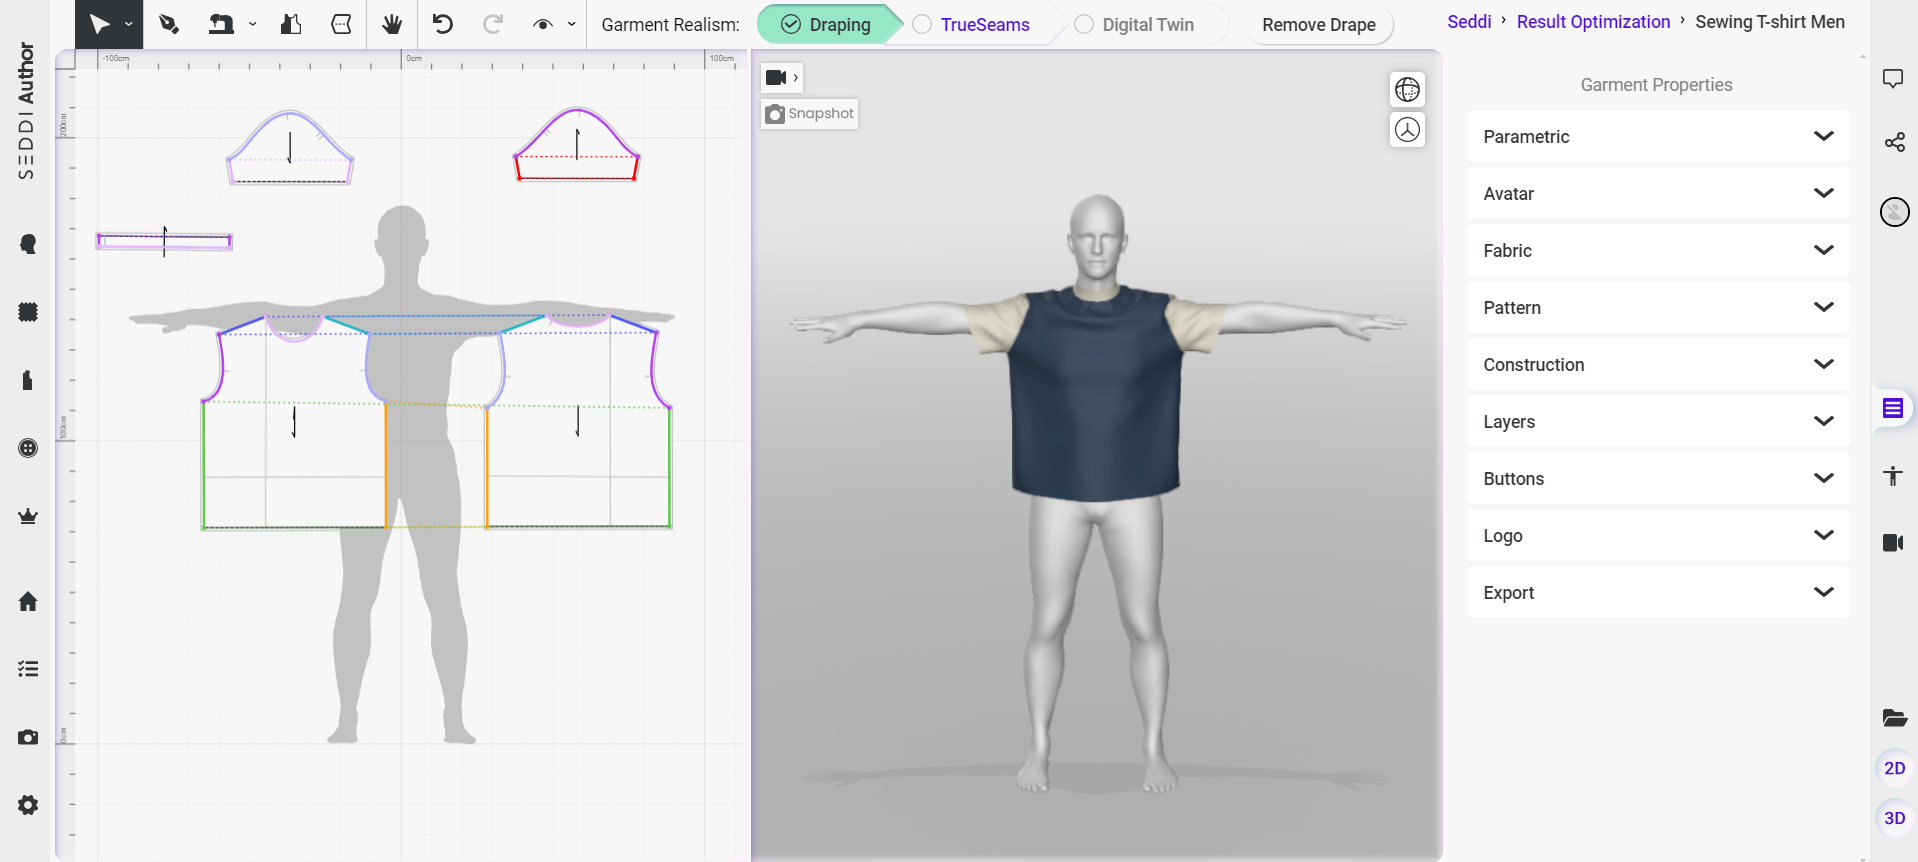 Garment Realism:
Draping
TrueSeams
Digital Twin
Remove Drape
Seddi › Result Optimization › Sewing T-shirt Men
SEDDI Author
-100cm
0cm
100cm
200cm
100cm
0cm
Snapshot
Garment Properties
Parametric
Avatar
Fabric
Pattern
Construction
Layers
Buttons
Logo
Export
2D
3D